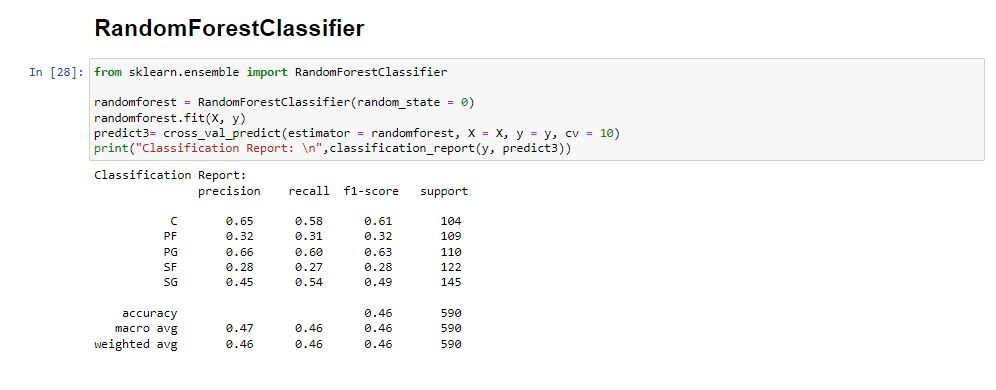 RandomForestClassifier
In [28]: from sklearn.ensemble import RandomForestClassifier
randomforest = RandomForestClassifier(random_state = 0)
randomforest.fit(X, y)
predict3= cross_val_predict(estimator = randomforest, X = X, y = y, cv = 10)
print("Classification Report: \n",classification_report(y, predict3))
Classification Report:
precision recall f1-score support
C 0.65 0.58 0.61 104
PF 0.32 0.31 0.32 109
PG 0.66 0.60 0.63 110
SF 0.28 0.27 0.28 122
SG 0.45 0.54 0.49 145
accuracy 0.46 590
macro avg 0.47 0.46 0.46 590
weighted avg 0.46 0.46 0.46 590